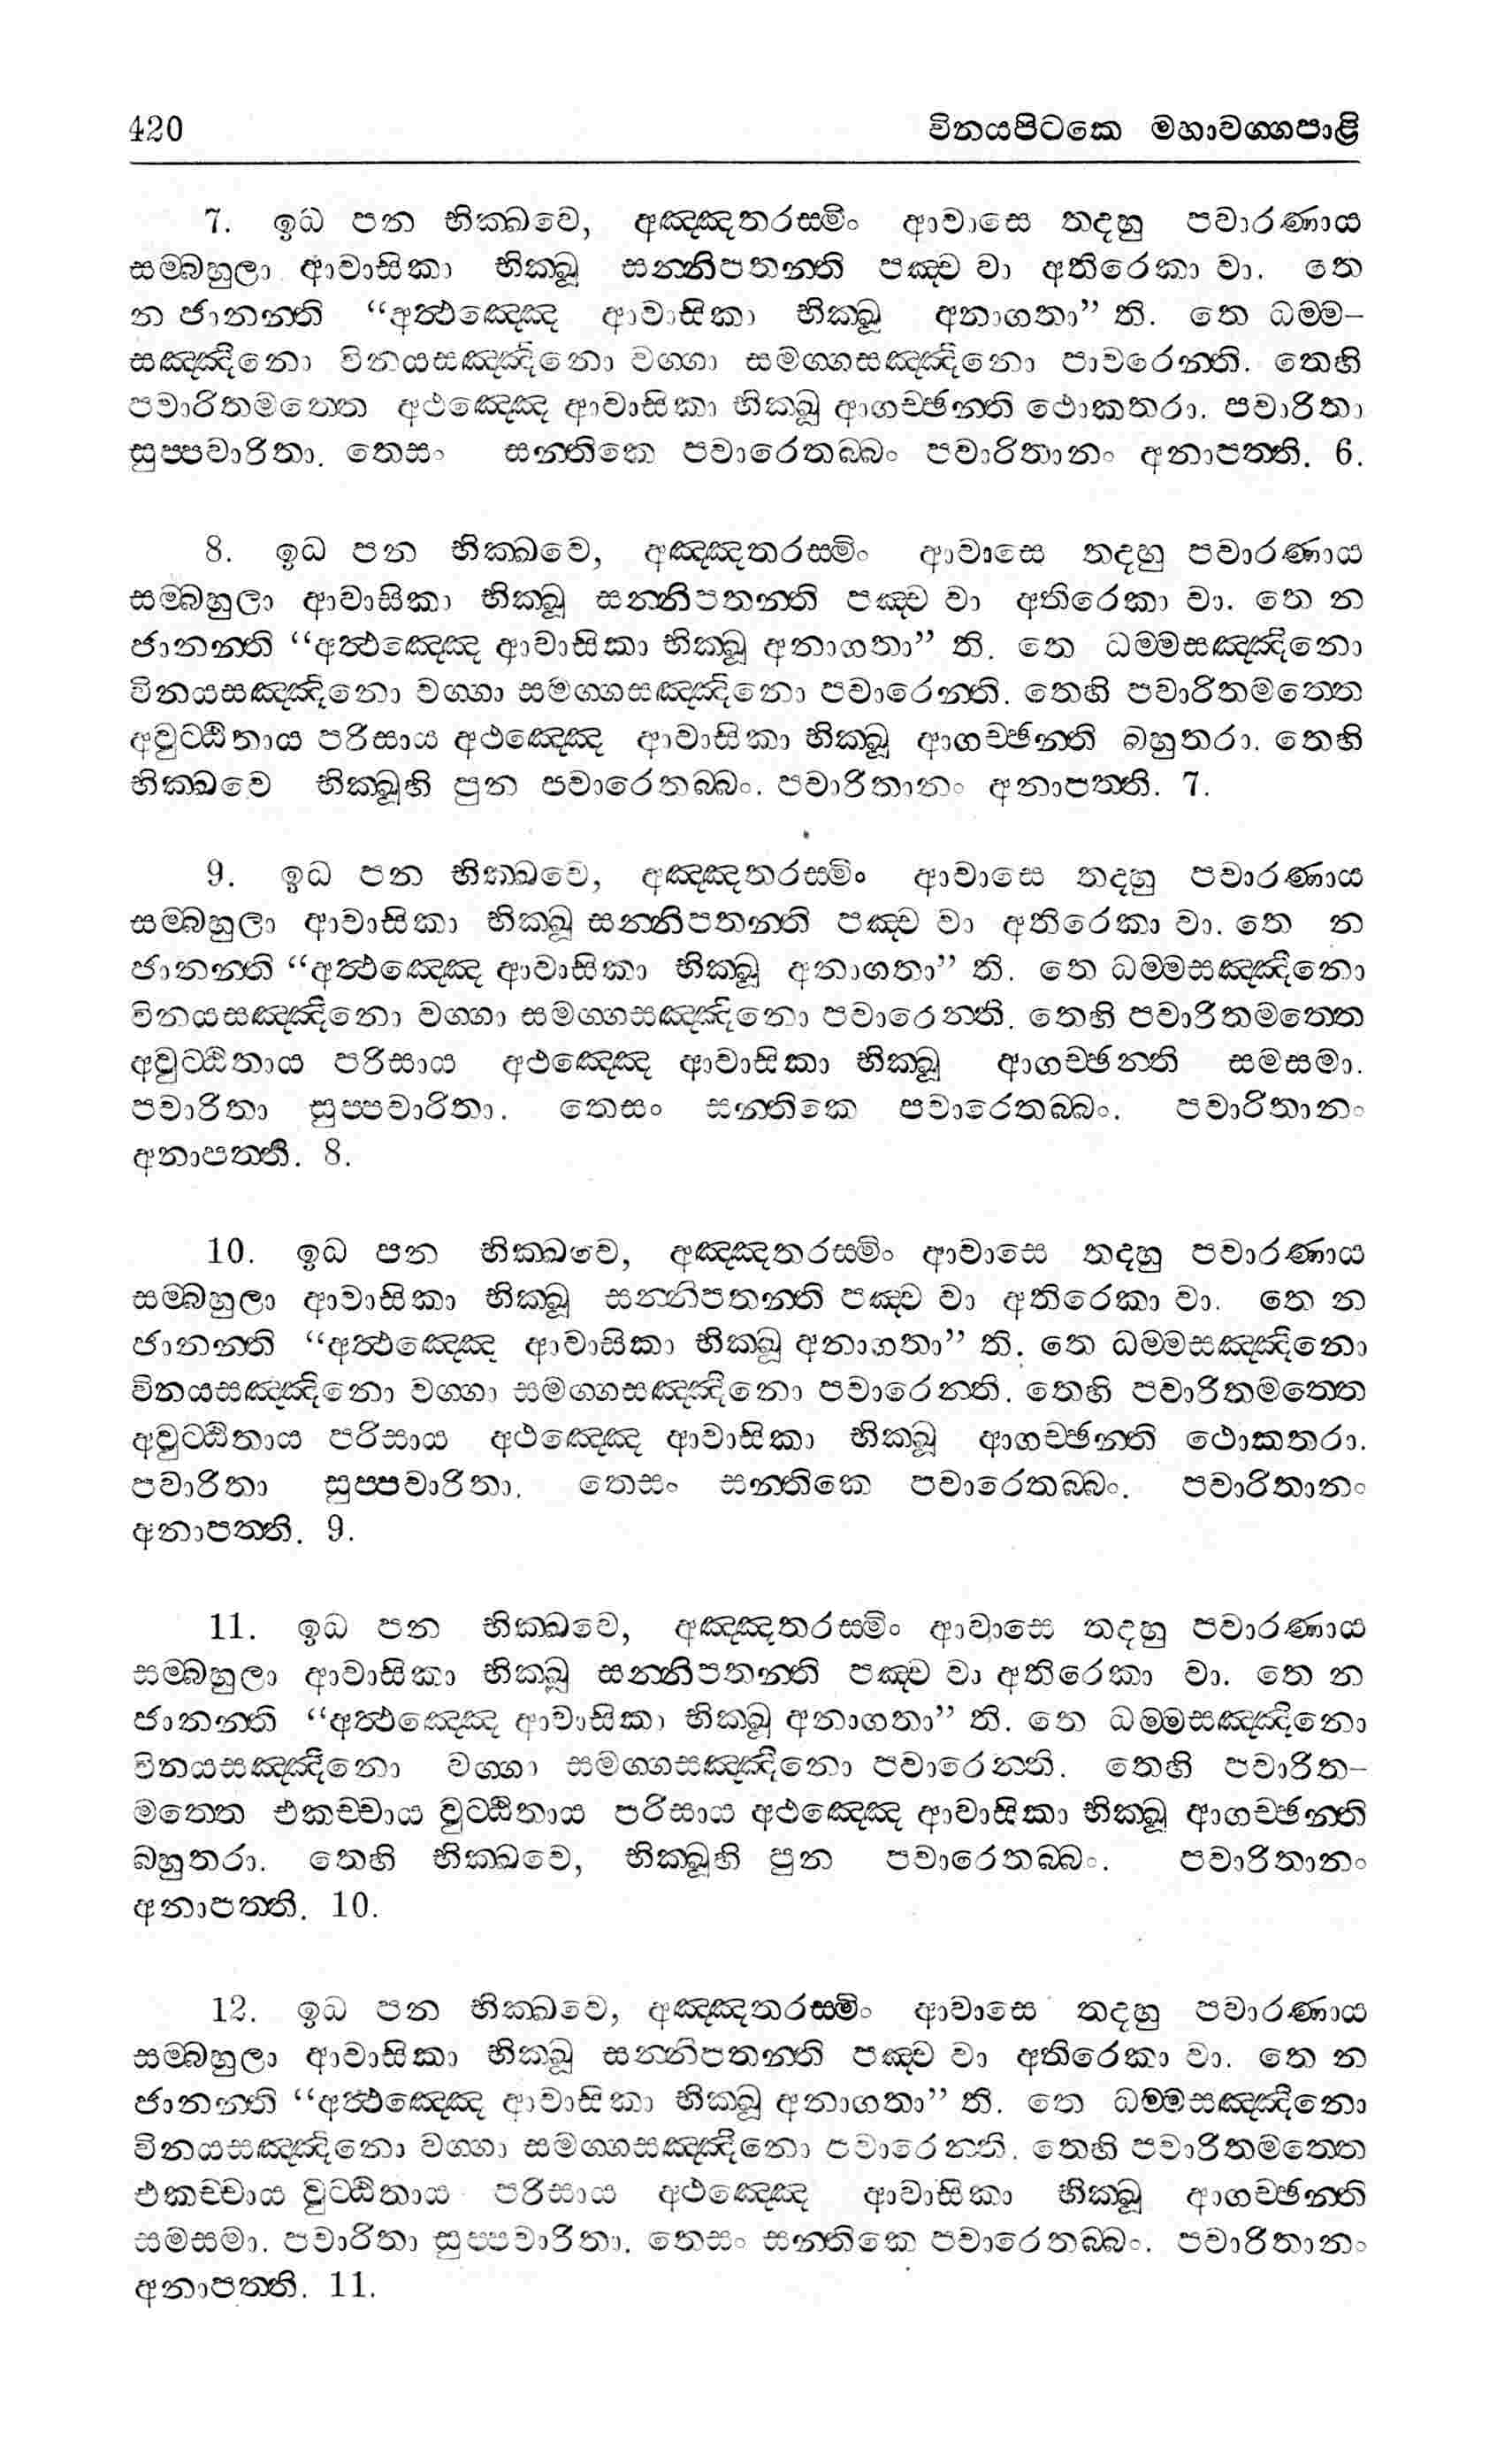 420 විනයපිටකෙ මහාවග්ගපාළි
7. ඉධ පන භික්ඛවෙ, අඤ්ඤතරස්මිං ආවාසෙ තදහු පවාරණාය
සම්බහුලා ආවාසිකා භික්ඛූ සන්නිපතන්ති පඤ්ච වා අතිරෙකා වා. තෙ
න ජානන්ති “අත්ථඤ්ඤෙ ආවාසිකා භික්ඛූ අනාගතා” ති. තෙ ධම්ම-
සඤ්ඤිනො විනයසඤ්ඤිනො වග්ගා සමග්ගසඤ්ඤිනො පාවරෙන්ති. තෙහි
පවාරිතමත්තෙ අථඤ්ඤෙ ආවාසිකා භික්ඛූ ආගච්ඡන්ති ථොකතරා. පවාරිතා
සුප්පවාරිතා. තෙසං සන්තිකෙ පවාරෙතබ්බං පවාරිතානං අනාපත්ති. 6.
8. ඉධ පන භික්ඛවෙ, අඤ්ඤතරස්මිං ආවාසෙ තදහු පවාරණාය
සම්බහුලා ආවාසිකා භික්ඛූ සන්නිපතන්ති පඤ්ච වා අතිරෙකා වා. තෙ න
ජානන්ති “අත්ථඤ්ඤෙ ආවාසිකා භික්ඛූ අනාගතා” ති. තෙ ධම්මසඤ්ඤිනො
විනයසඤ්ඤිනො වග්ගා සමග්ගසඤ්ඤිනො පවාරෙන්ති. තෙහි පවාරිතමත්තෙ
අවුට්ඨිතාය පරිසාය අථඤ්ඤෙ ආවාසිකා භික්ඛූ ආගච්ඡන්ති බහුතරා. තෙහි
භික්ඛවෙ භික්ඛූහි පුන පවාරෙතබ්බං. පවාරිතානං අනාපත්ති. 7.
9. ඉධ පන භික්ඛවෙ, අඤ්ඤතරස්මිං ආවාසෙ තදහු පවාරණාය
සම්බහුලා ආවාසිකා භික්ඛූ සන්නිපතන්ති පඤ්ච වා අතිරෙකා වා. තෙ න
ජානන්ති “අත්ථඤ්ඤෙ ආවාසිකා භික්ඛූ අනාගතා” ති. තෙ ධම්මසඤ්ඤිනො
විනයසඤ්ඤිනො වග්ගා සමග්ගසඤ්ඤිනො පවාරෙන්ති. තෙහි පවාරිතමත්තෙ
අවුට්ඨිතාය පරිසාය අථඤ්ඤෙ ආවාසිකා භික්ඛූ ආගච්ඡන්ති සමසමා.
පවාරිතා සුප්පවාරිතා. තෙසං සන්තිකෙ පවාරෙතබ්බං. පවාරිතානං
අනාපත්ති. 8.
10. ඉධ පන භික්ඛවෙ, අඤ්ඤතරස්මිං ආවාසෙ තදහු පවාරණාය
සම්බහුලා ආවාසිකා භික්ඛූ සන්නිපතන්ති පඤ්ච වා අතිරෙකා වා. තෙ න
ජානන්ති “අත්ථඤ්ඤෙ ආවාසිකා භික්ඛූ අනාගතා” ති. තෙ ධම්මසඤ්ඤිනො
විනයසඤ්ඤිනො වග්ගා සමග්ගසඤ්ඤිනො පවාරෙන්ති. තෙහි පවාරිතමත්තෙ
අවුට්ඨිතාය පරිසාය අථඤ්ඤෙ ආවාසිකා භික්ඛූ ආගච්ඡන්ති ථොකතරා.
පවාරිතා සුප්පවාරිතා. තෙසං සන්තිකෙ පවාරෙතබ්බං. පවාරිතානං
අනාපත්ති. 9.
11. ඉධ පන භික්ඛවෙ, අඤ්ඤතරස්මිං ආවාසෙ තදහු පවාරණාය
සම්බහුලා ආවාසිකා භික්ඛූ සන්නිපතන්ති පඤ්ච වා අතිරෙකා වා. තෙ න
ජානන්ති “අත්ථඤ්ඤෙ ආවාසිකා භික්ඛූ අනාගතා” ති. තෙ ධම්මසඤ්ඤිනො
විනයසඤ්ඤිනො වග්ගා සමග්ගසඤ්ඤිනො පවාරෙන්ති. තෙහි පවාරිත-
මත්තෙ එකච්චාය වුට්ඨිතාය පරිසාය අථඤ්ඤෙ ආවාසිකා භික්ඛූ ආගච්ඡන්ති
බහුතරා. තෙහි භික්ඛවෙ, භික්ඛූහි පුන පවාරෙතබ්බං. පවාරිතානං
අනාපත්ති. 10.
12. ඉධ පන භික්ඛවෙ, අඤ්ඤතරස්මිං ආවාසෙ තදහු පවාරණාය
සම්බහුලා ආවාසිකා භික්ඛූ සන්නිපතන්ති පඤ්ච වා අතිරෙකා වා. තෙ න
ජානන්ති “අත්ථඤ්ඤෙ ආවාසිකා භික්ඛූ අනාගතා” ති. තෙ ධම්මසඤ්ඤිනො
විනයසඤ්ඤිනො වග්ගා සමග්ගසඤ්ඤිනො පවාරෙන්ති. තෙහි පවාරිතමත්තෙ
එකච්චාය වුට්ඨිතාය පරිසාය අථඤ්ඤෙ ආවාසිකා භික්ඛූ ආගච්ඡන්ති
සමසමා. පවාරිතා සුප්පවාරිතා. තෙසං සන්තිකෙ පවාරෙතබ්බං. පවාරිතානං
අනාපත්ති. 11.